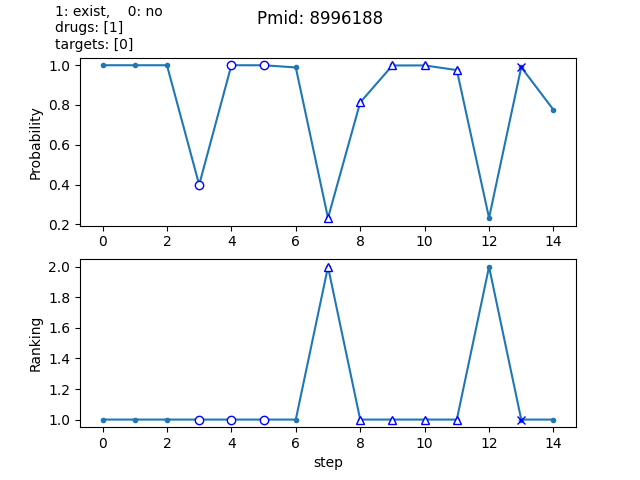 1: exist,    0: no
Pmid: 8996188
drugs: [1]
targets: [0]
1.0
0.8
0.6
0.4
0.2
Probability
0 2 4 6 8 10 12 14
2.0
1.8
1.6
1.4
1.2
1.0
Ranking
0 2 4 6 8 10 12 14
step